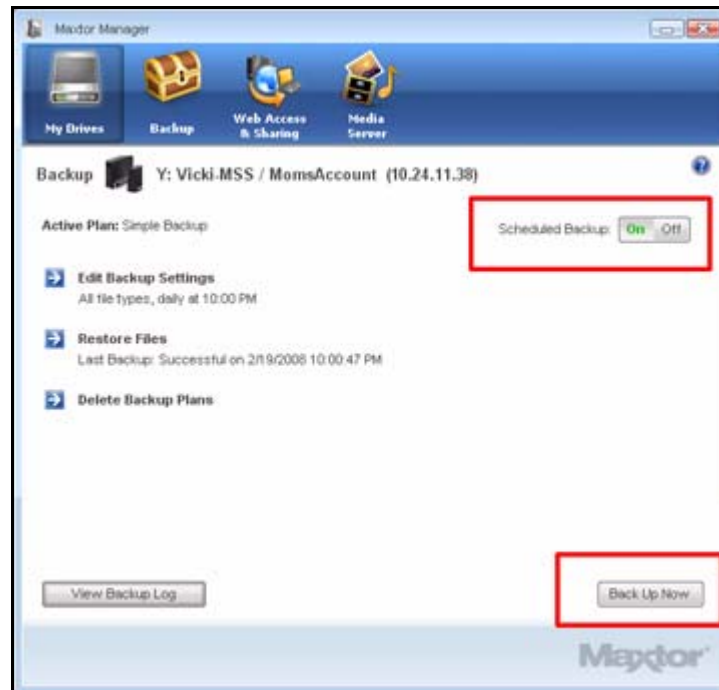 Maxtor Manager
My Drives
Backup
Web Access
& Sharing
Media
Server
Backup Y: Vicki-MSS / MomsAccount (10.24.11.38)
?
Active Plan: Simple Backup
Scheduled Backup: On Off
Edit Backup Settings
All file types, daily at 10:00 PM
Restore Files
Last Backup: Successful on 2/19/2008 10:00:47 PM
Delete Backup Plans
View Backup Log
Back Up Now
Maxtor